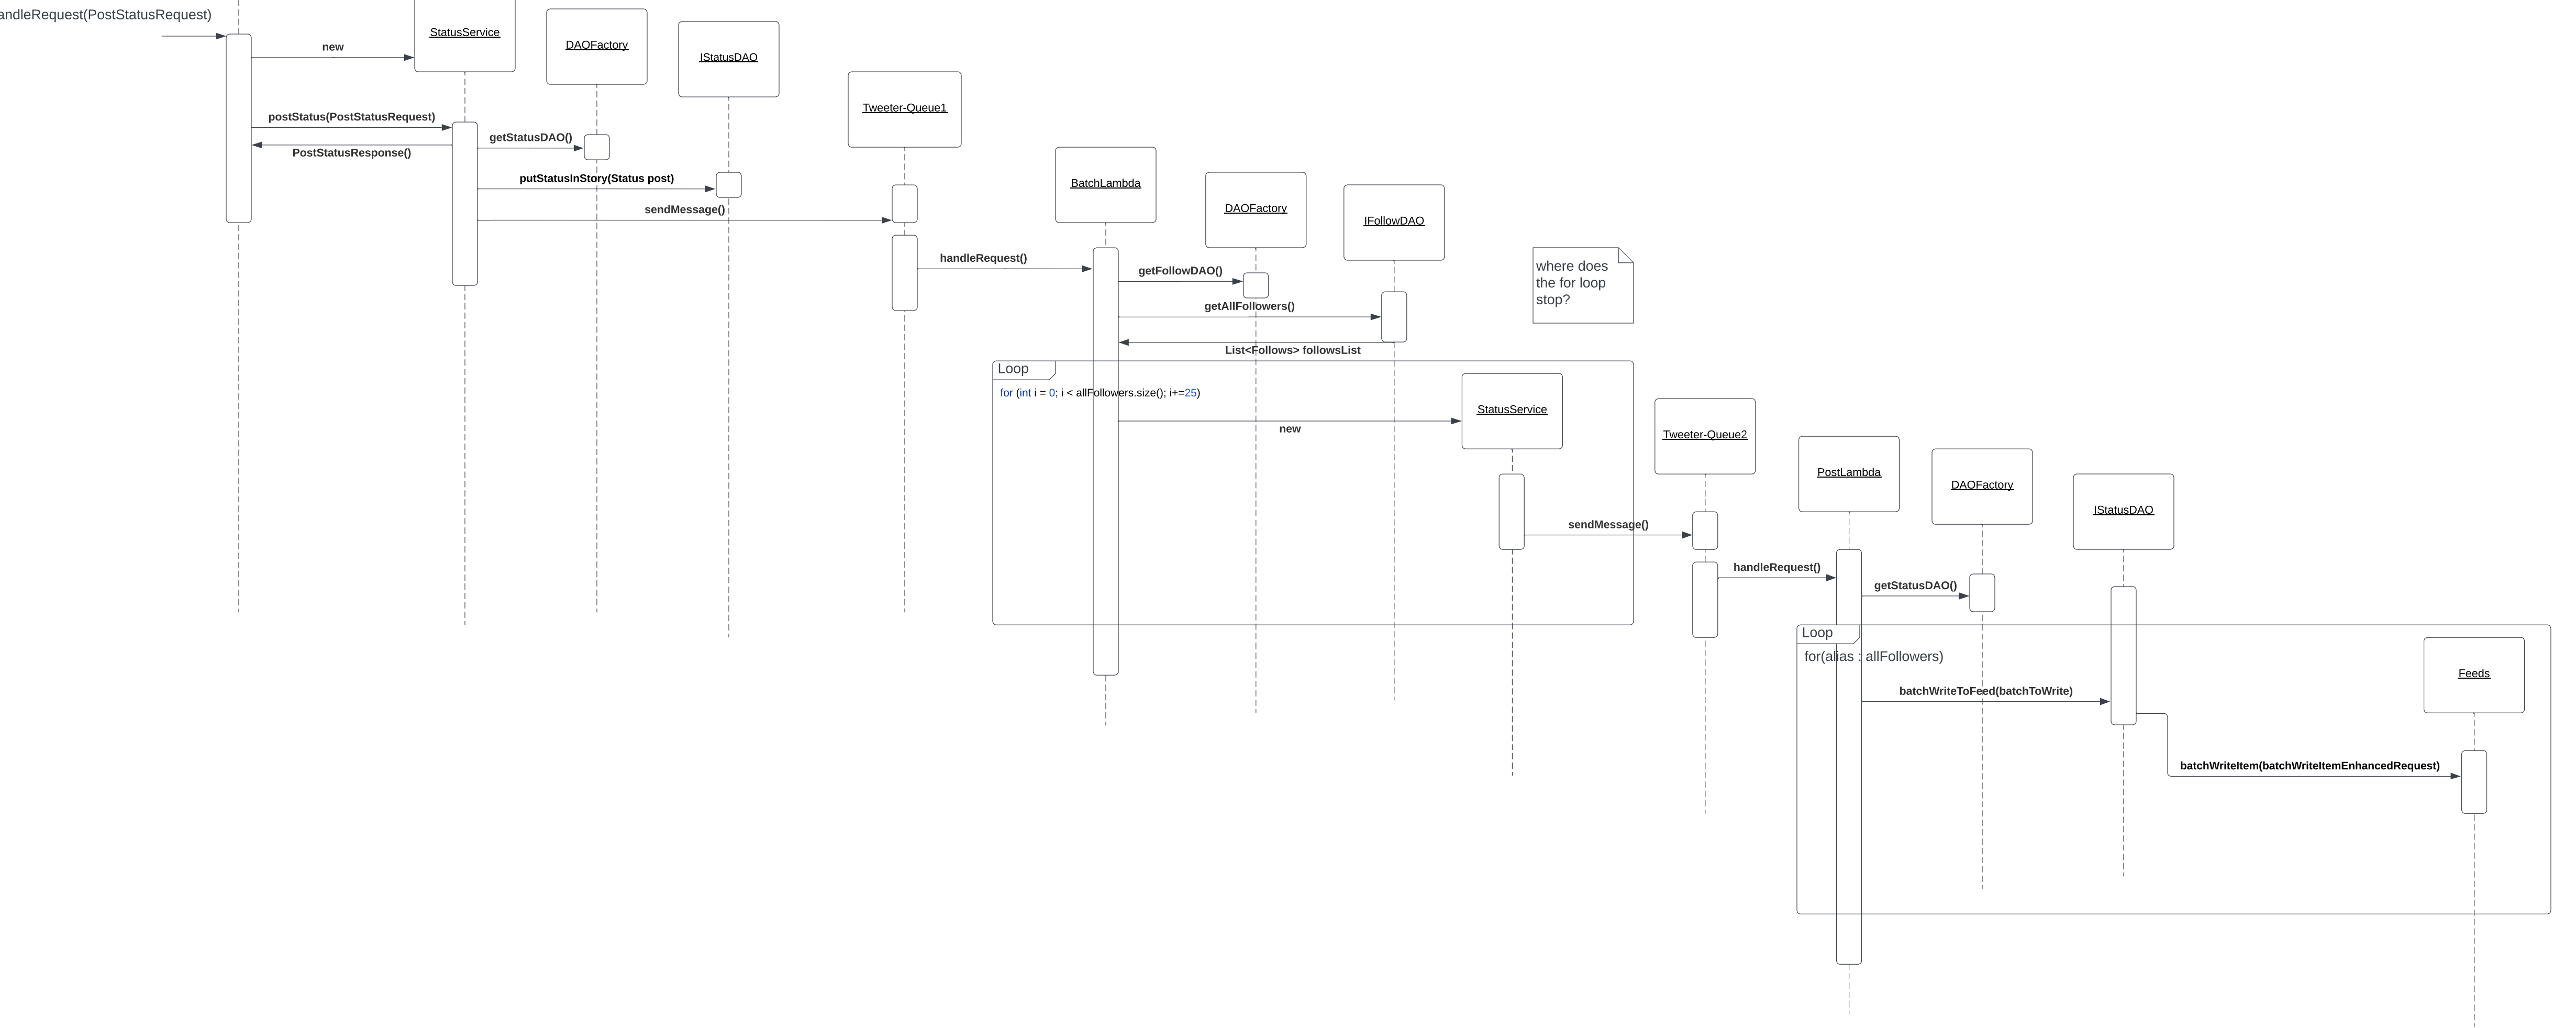 andleRequest(PostStatusRequest)
StatusService
DAOFactory
IStatusDAO
new
Tweeter-Queue1
postStatus(PostStatusRequest)
getStatusDAO()
PostStatusResponse()
putStatusInStory(Status post)
sendMessage()
BatchLambda
DAOFactory
IFollowDAO
handleRequest()
getFollowDAO()
getAllFollowers()
List<Follows> followsList
where does
the for loop
stop?
Loop
for (int i = 0; i < allFollowers.size(); i+=25)
StatusService
new
Tweeter-Queue2
PostLambda
DAOFactory
IStatusDAO
sendMessage()
handleRequest()
getStatusDAO()
Loop
for(alias : allFollowers)
Feeds
batchWriteToFeed(batchToWrite)
batchWriteItem(batchWriteItemEnhancedRequest)